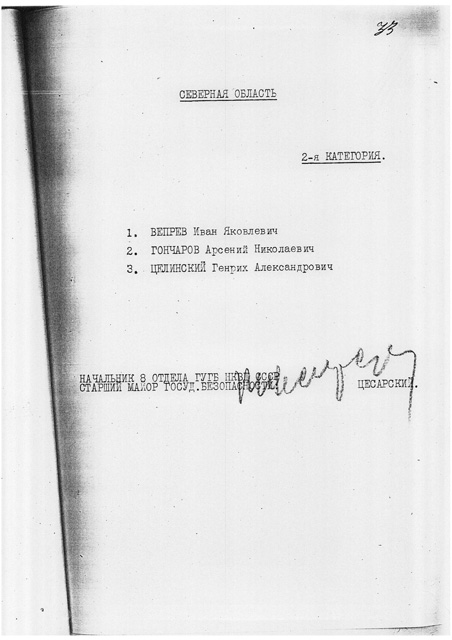 33
СЕВЕРНАЯ ОБЛАСТЬ
2-я КАТЕГОРИЯ.
1. ВЕПРЕВ Иван Яковлевич
2. ГОНЧАРОВ Арсений Николаевич
3. ЦЕЛИНСКИЙ Генрих Александрович
НАЧАЛЬНИК 8 ОТДЕЛА ГУГБ НКВД СССР
СТАРШИЙ МАЙОР ГОСУД.БЕЗОПАСНОСТИ: ЦЕСАРСКИЙ.